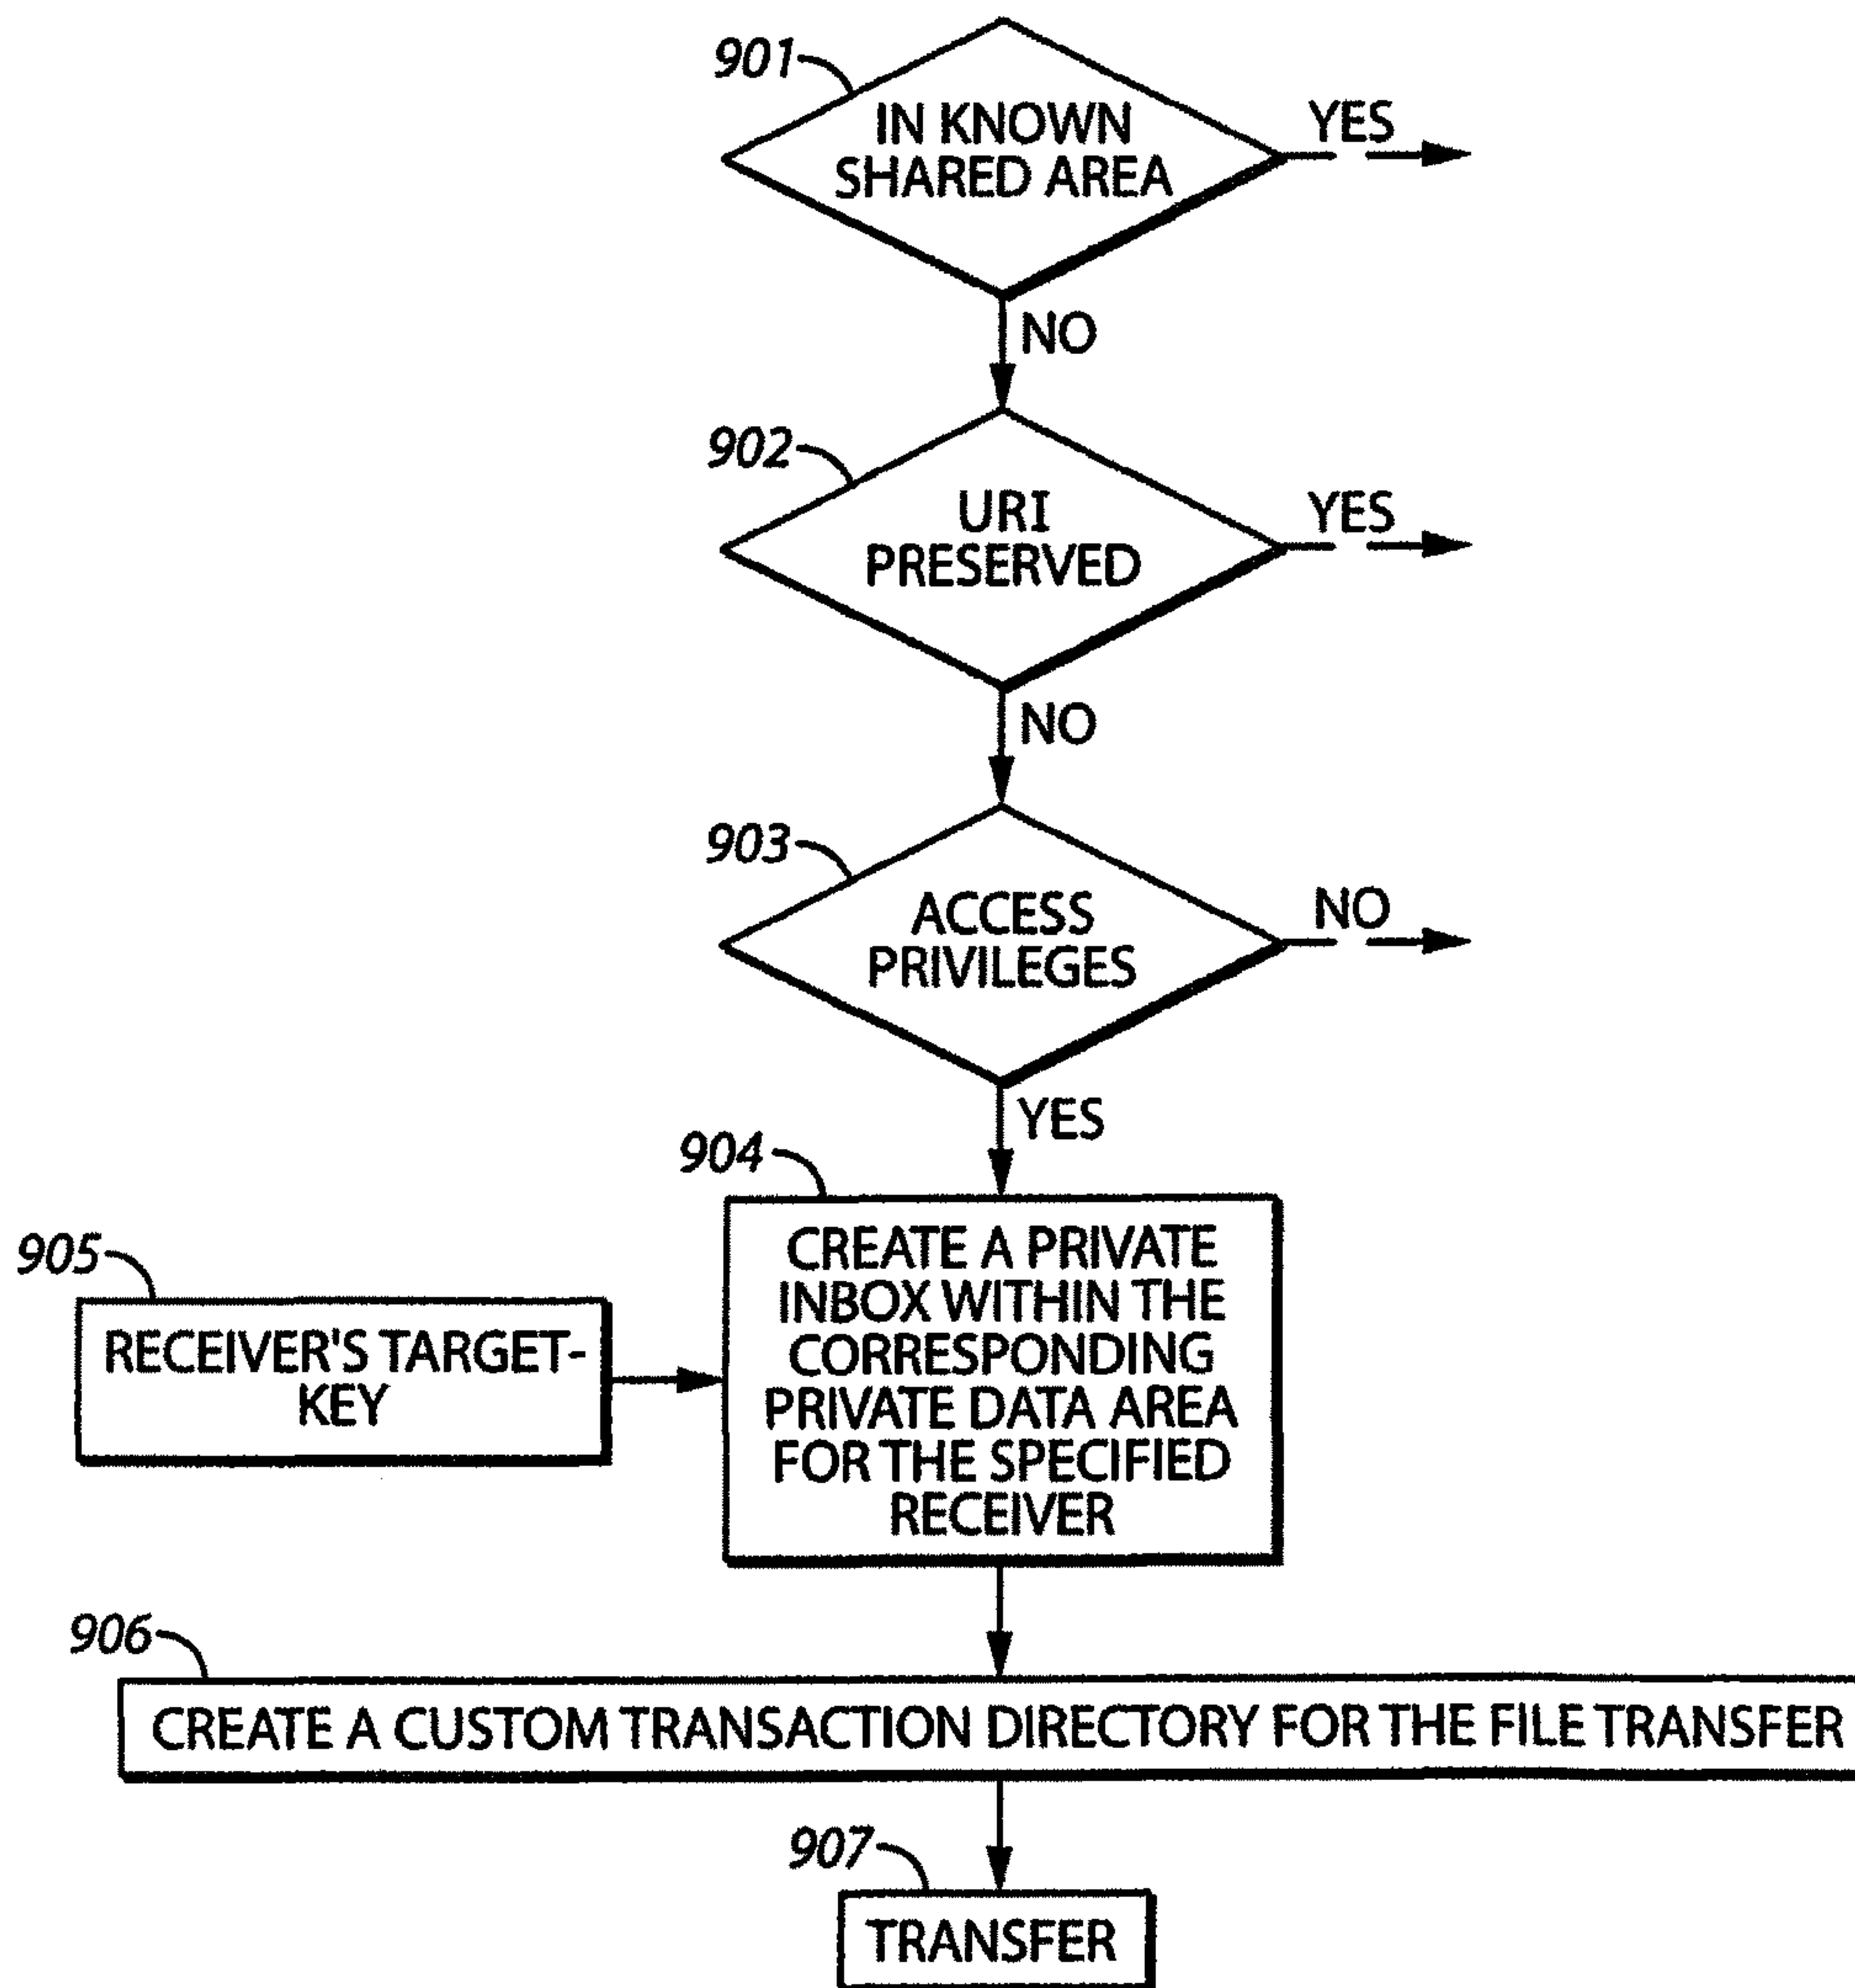 901
IN KNOWN
SHARED AREA
YES
NO
902
URI
PRESERVED
YES
NO
903
ACCESS
PRIVILEGES
NO
YES
904
CREATE A PRIVATE
INBOX WITHIN THE
CORRESPONDING
PRIVATE DATA AREA
FOR THE SPECIFIED
RECEIVER
905
RECEIVER'S TARGET-
KEY
906
CREATE A CUSTOM TRANSACTION DIRECTORY FOR THE FILE TRANSFER
907
TRANSFER